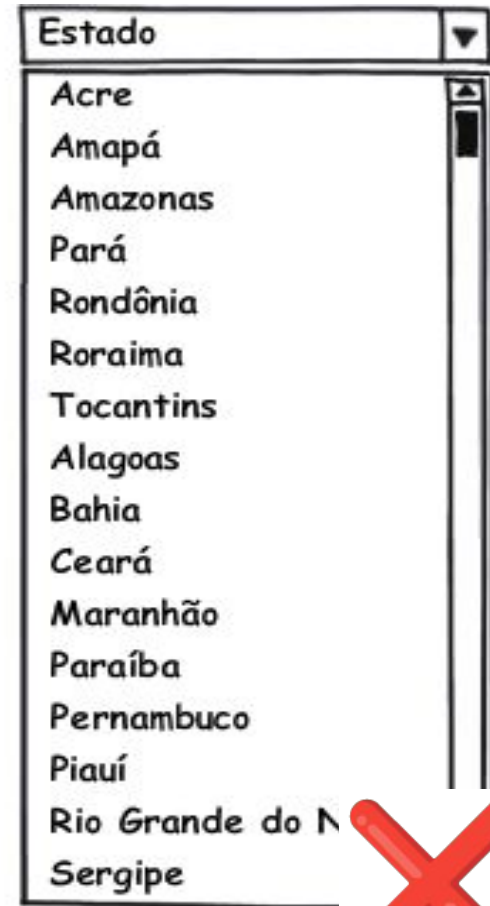 Estado
Acre
Amapá
Amazonas
Pará
Rondônia
Roraima
Tocantins
Alagoas
Bahia
Ceará
Maranhão
Paraíba
Pernambuco
Piauí
Rio Grande do
Sergipe